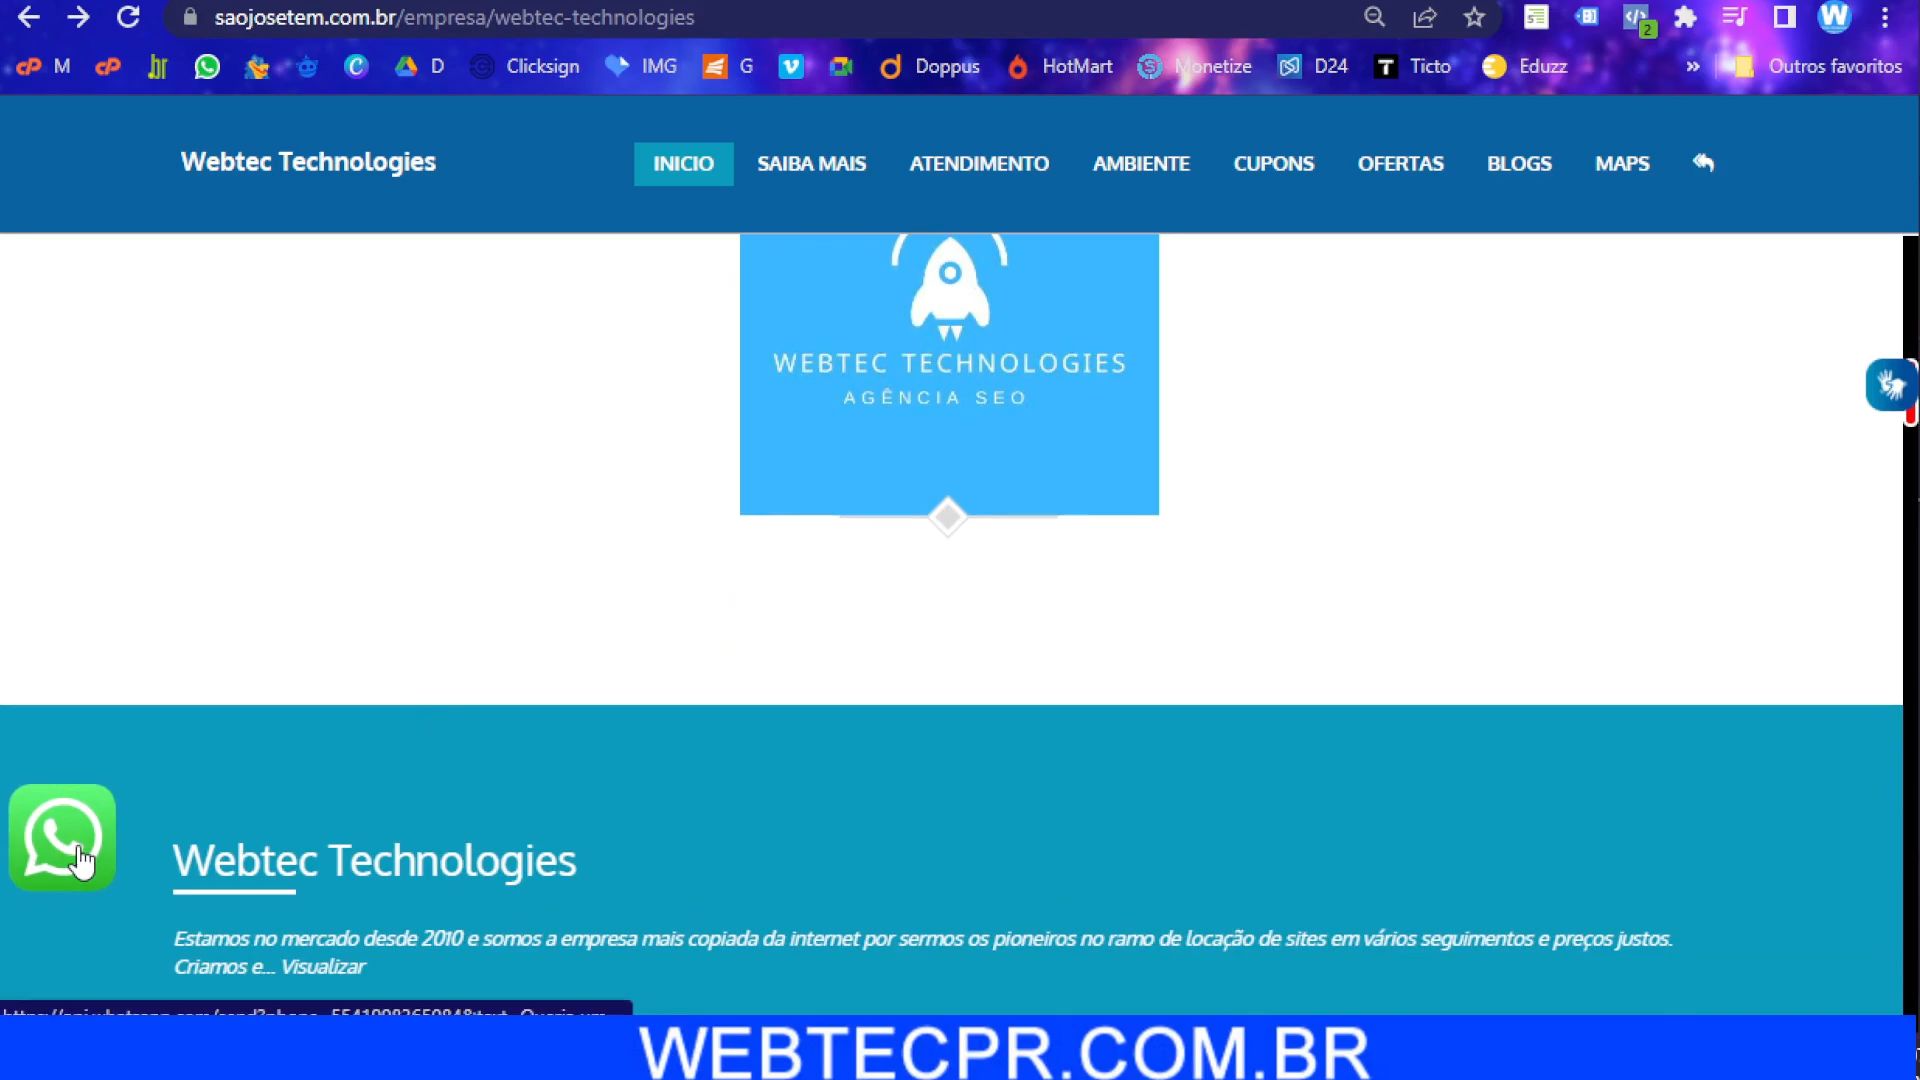 saojosetem.com.br/empresa/webtec-technologies
2
M
D
Clicksign
IMG
G
Doppus
HotMart
Monetize
D24
Ticto
Eduzz
»
Outros favoritos
Webtec Technologies
INICIO
SAIBA MAIS
ATENDIMENTO
AMBIENTE
CUPONS
OFERTAS
BLOGS
MAPS
WEBTEC TECHNOLOGIES
AGÊNCIA SEO
Webtec Technologies
Estamos no mercado desde 2010 e somos a empresa mais copiada da internet por sermos os pioneiros no ramo de locação de sites em vários seguimentos e preços justos.
Criamos e... Visualizar
WEBTECPR.COM.BR